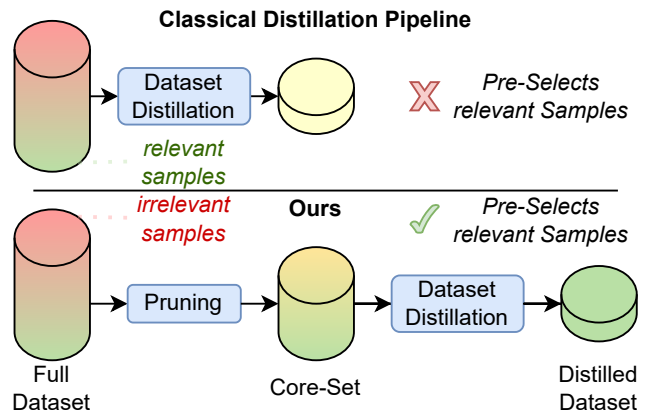 Classical Distillation Pipeline
Dataset
Distillation
Pre-Selects
relevant Samples
relevant
samples
irrelevant
samples
Ours
Pre-Selects
relevant Samples
Pruning
Dataset
Distillation
Full
Dataset
Core-Set
Distilled
Dataset